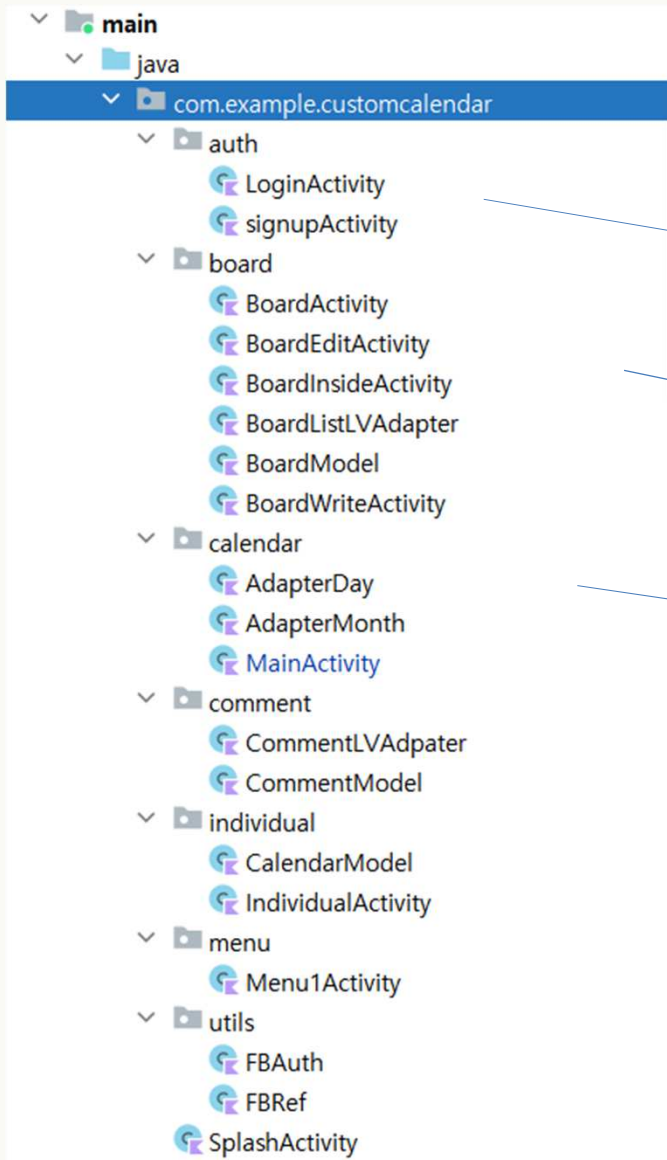 main
java
com.example.customcalendar
auth
LoginActivity
signupActivity
board
BoardActivity
BoardEditActivity
BoardInsideActivity
BoardListLVAdapter
BoardModel
BoardWriteActivity
calendar
AdapterDay
AdapterMonth
MainActivity
comment
CommentLVAdpater
CommentModel
individual
CalendarModel
IndividualActivity
menu
Menu1Activity
utils
FBAuth
FBRef
SplashActivity